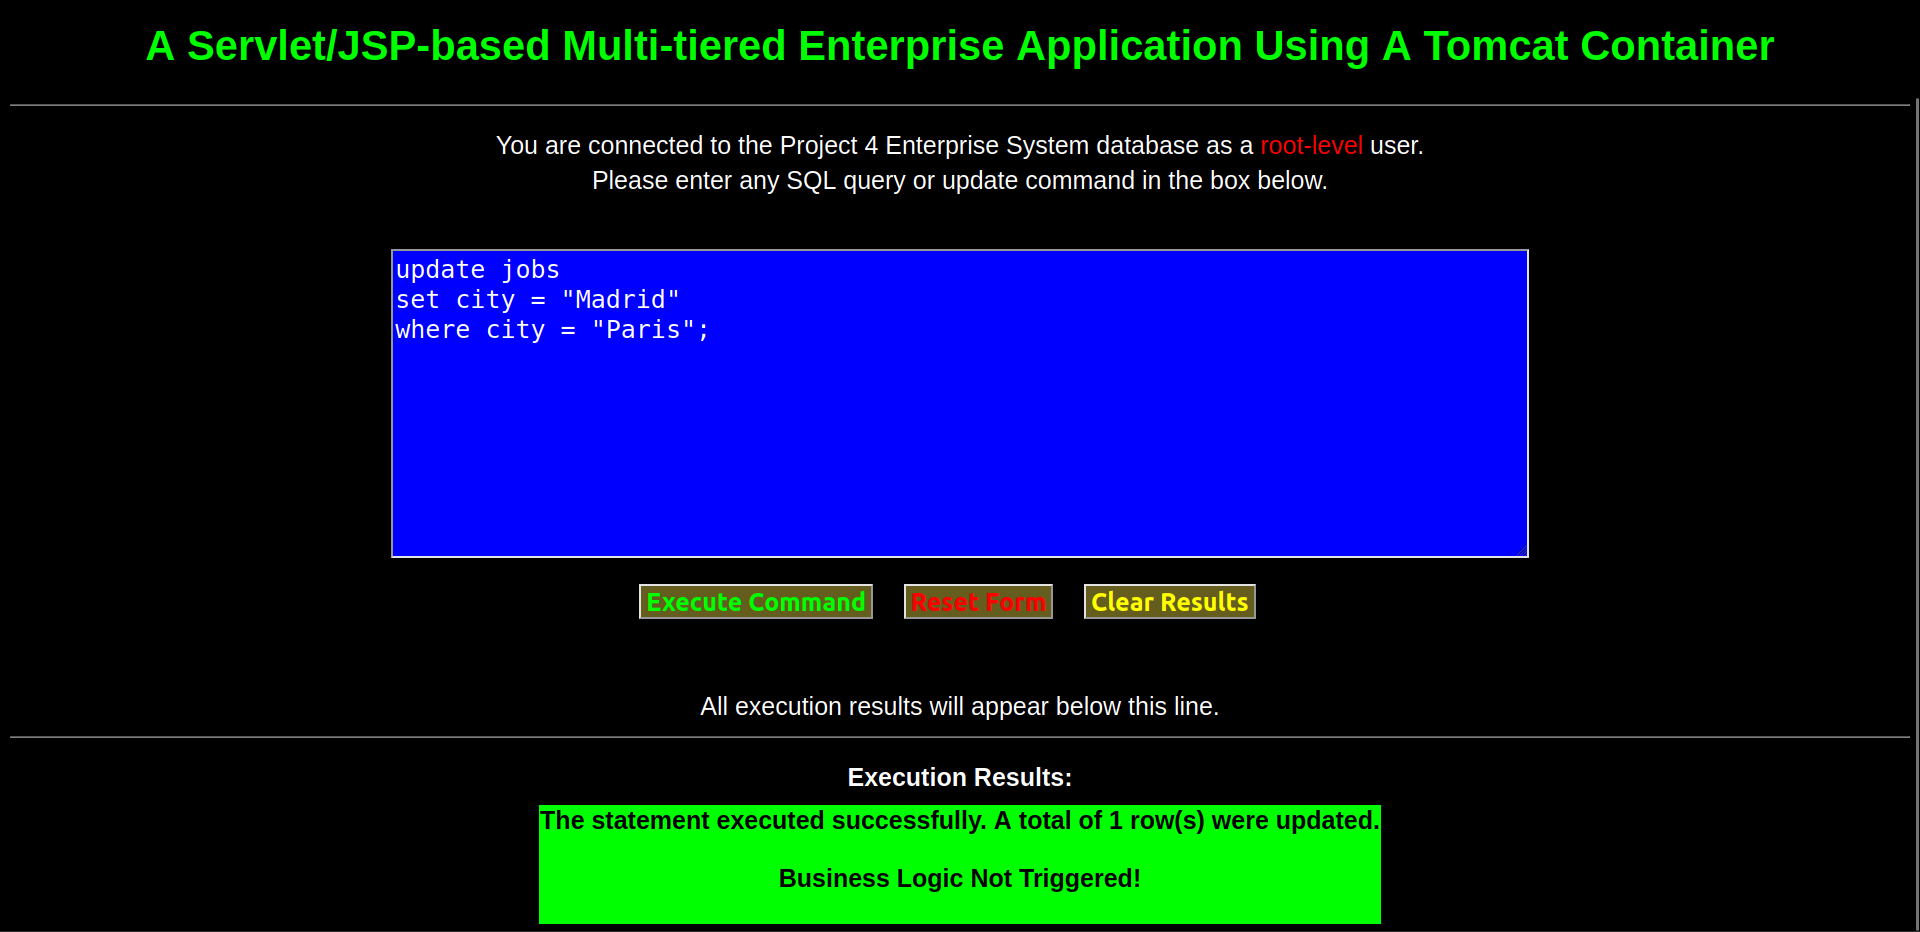 A Servlet/JSP-based Multi-tiered Enterprise Application Using A Tomcat Container
You are connected to the Project 4 Enterprise System database as a root-level user.
Please enter any SQL query or update command in the box below.
update jobs
set city = "Madrid"
where city = "Paris";
Execute Command Reset Form Clear Results
All execution results will appear below this line.
Execution Results:
The statement executed successfully. A total of 1 row(s) were updated.
Business Logic Not Triggered!